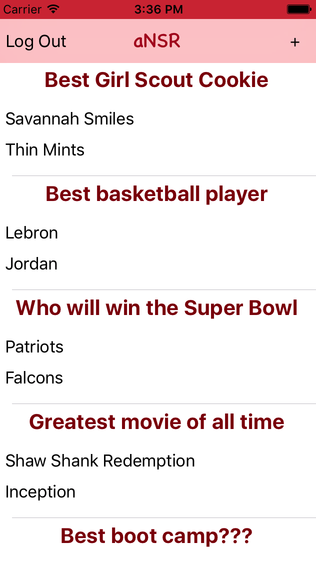 Carrier 3:36 PM
Log Out aNSR +
Best Girl Scout Cookie
Savannah Smiles
Thin Mints
Best basketball player
Lebron
Jordan
Who will win the Super Bowl
Patriots
Falcons
Greatest movie of all time
Shaw Shank Redemption
Inception
Best boot camp???